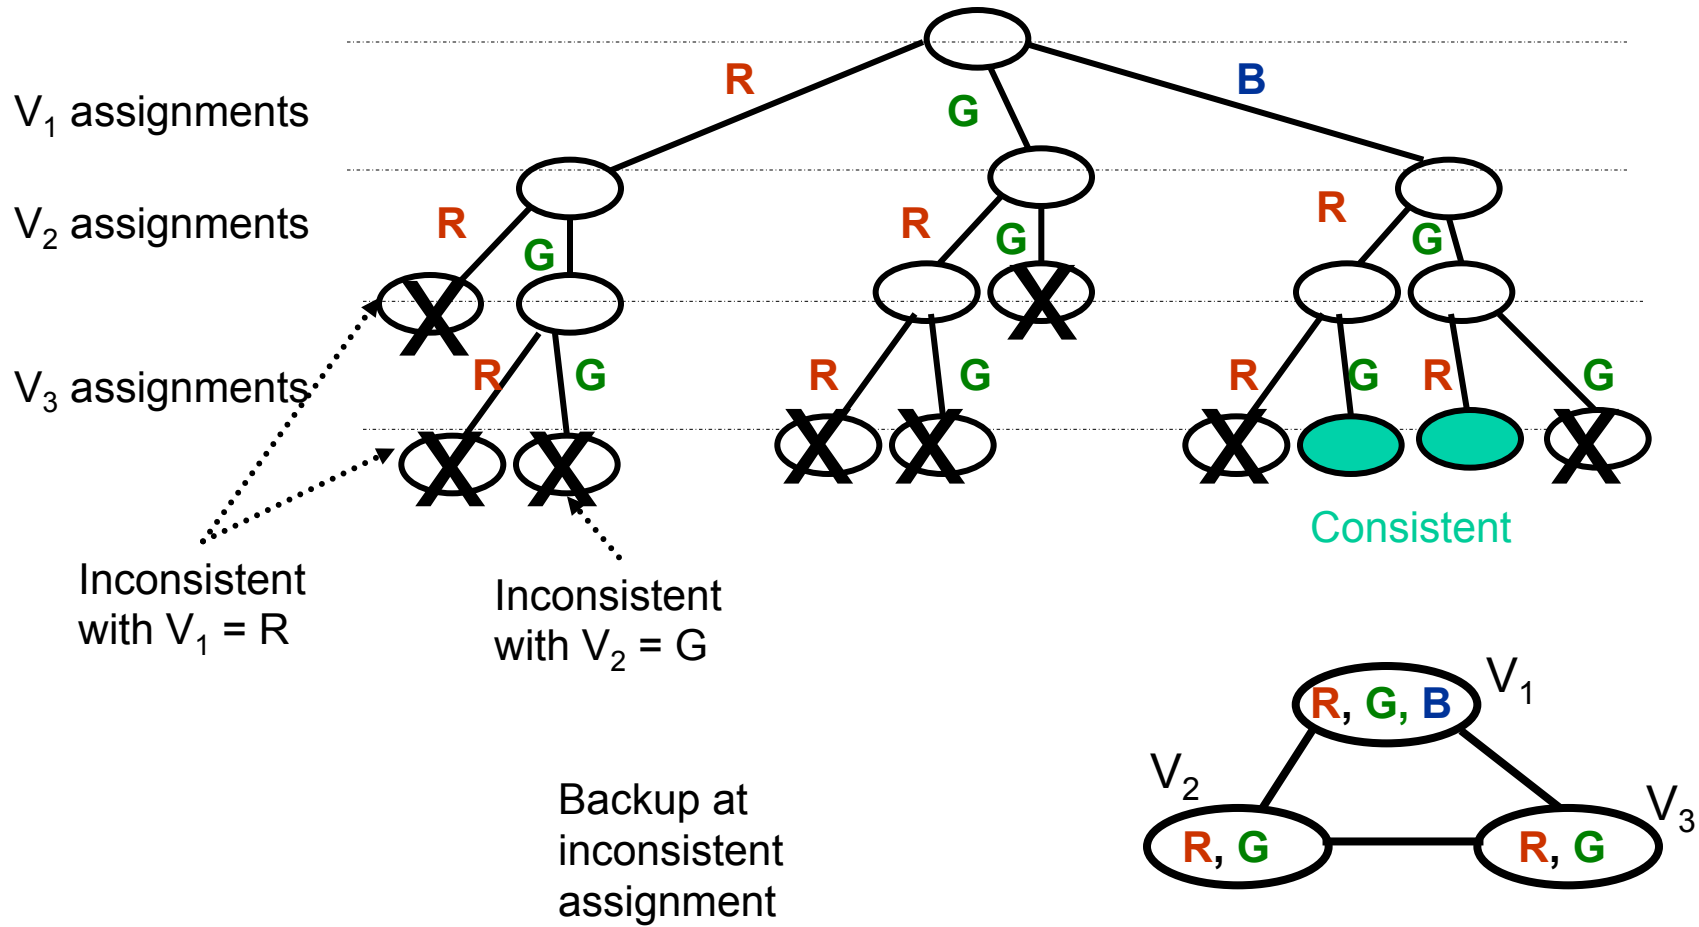 R
B
G
V₁ assignments
R
G
R
G
R
G
V₂ assignments
X
X
R
G
R
G
R
G
R
G
V₃ assignments
X
X
X
X
X
X
Consistent
Inconsistent
with V₁ = R
Inconsistent
with V₂ = G
V₁
R, G, B
V₂
V₃
R, G
R, G
Backup at
inconsistent
assignment